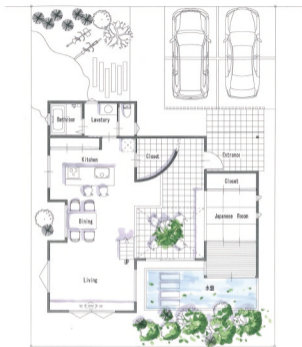 Bathroom
Lavatory
Kitchen
Closet
Entrance
Closet
Dining
Japanese Room
Living
水盤